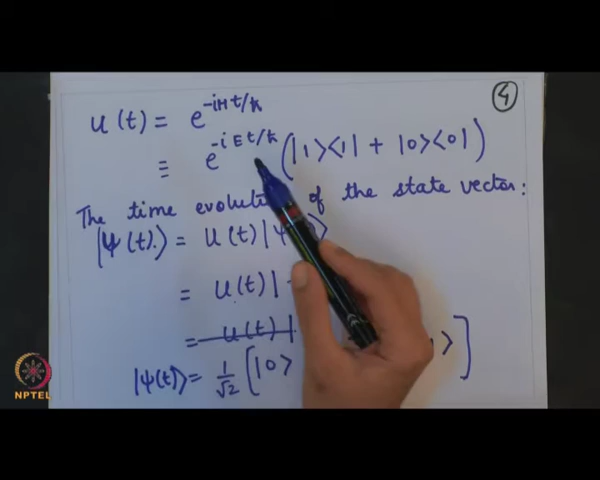 4
U(t) = e^{-iHt/ħ}
≡ e^{-iEt/ħ} (|1><1| + |0><0|)
The time evolution of the state vector:
|ψ(t)> = U(t) |ψ
= U(t) |
= U(t) |
|ψ(t)> = 1/√2 [ |0> >]
NPTEL